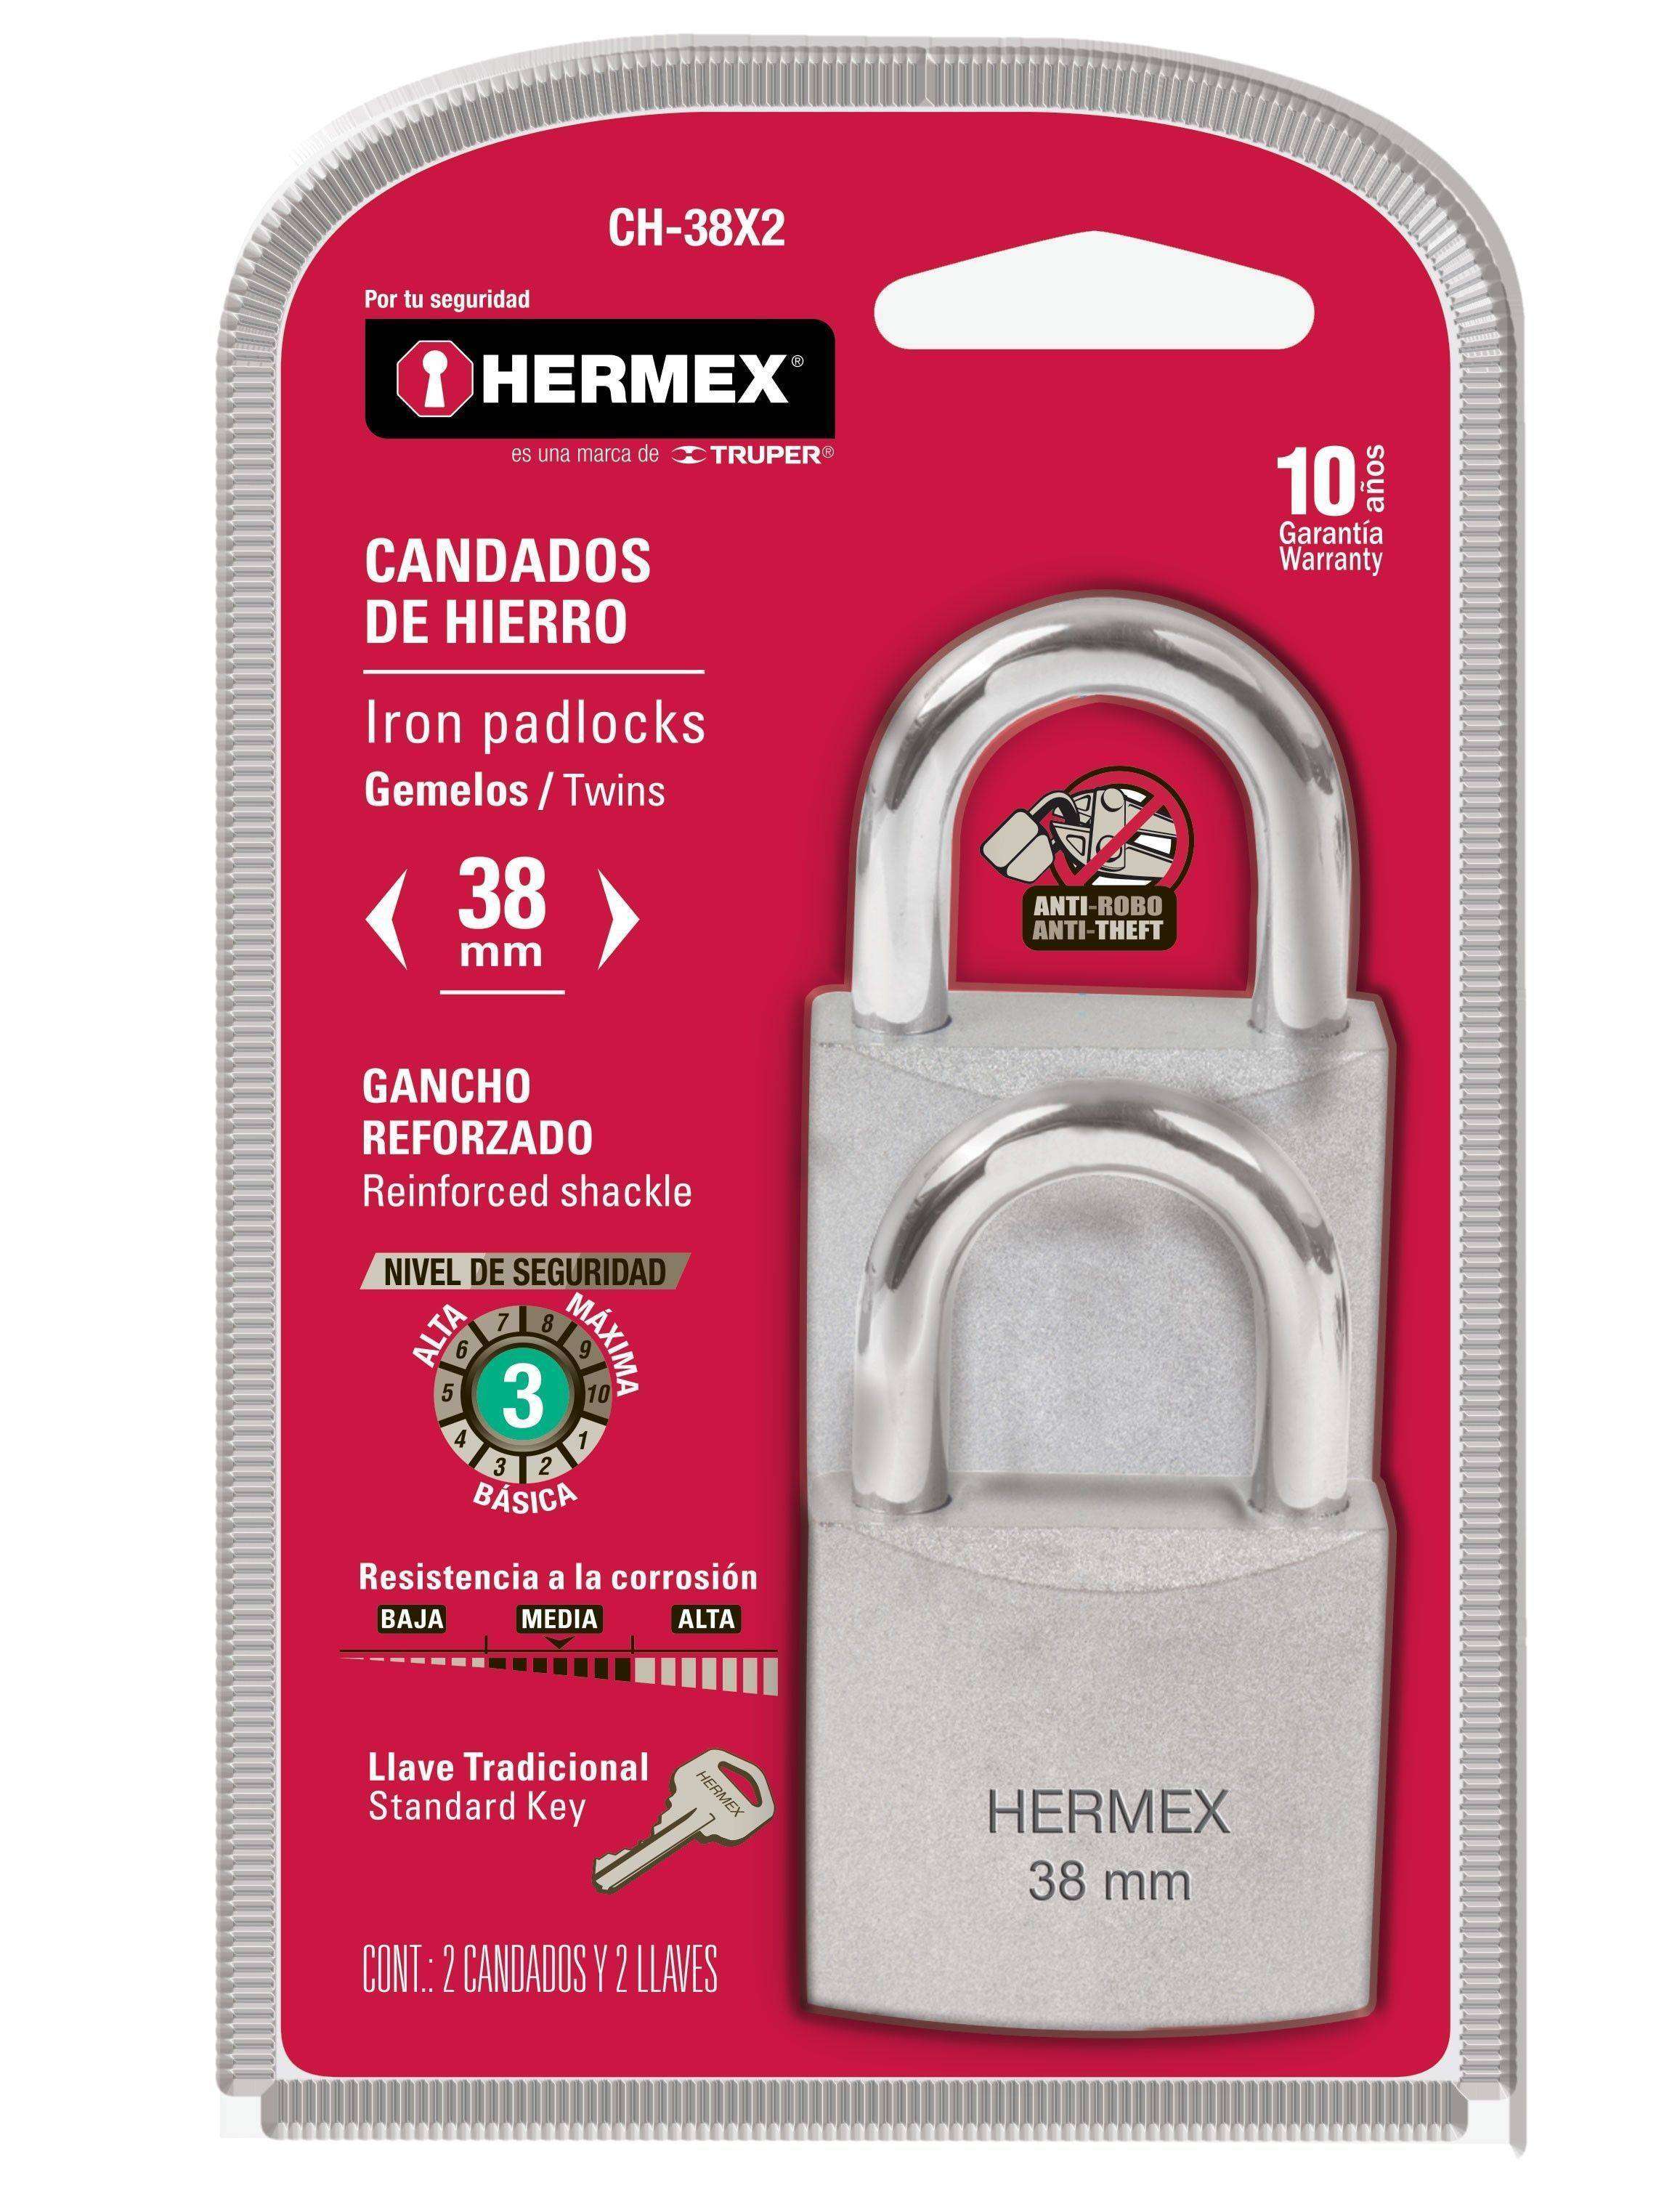 CH-38X2
Por tu seguridad
HERMEX®
es una marca de TRUPER®
10 años
Garantía
Warranty
CANDADOS
DE HIERRO
Iron padlocks
Gemelos / Twins
38
mm
ANTI-ROBO
ANTI-THEFT
GANCHO
REFORZADO
Reinforced shackle
NIVEL DE SEGURIDAD
ALTA
MÁXIMA
7 8
6 9
5 3 10
4 1
3 2
BÁSICA
Resistencia a la corrosión
BAJA MEDIA ALTA
Llave Tradicional
Standard Key
HERMEX
CONT.: 2 CANDADOS Y 2 LLAVES
HERMEX
38 mm